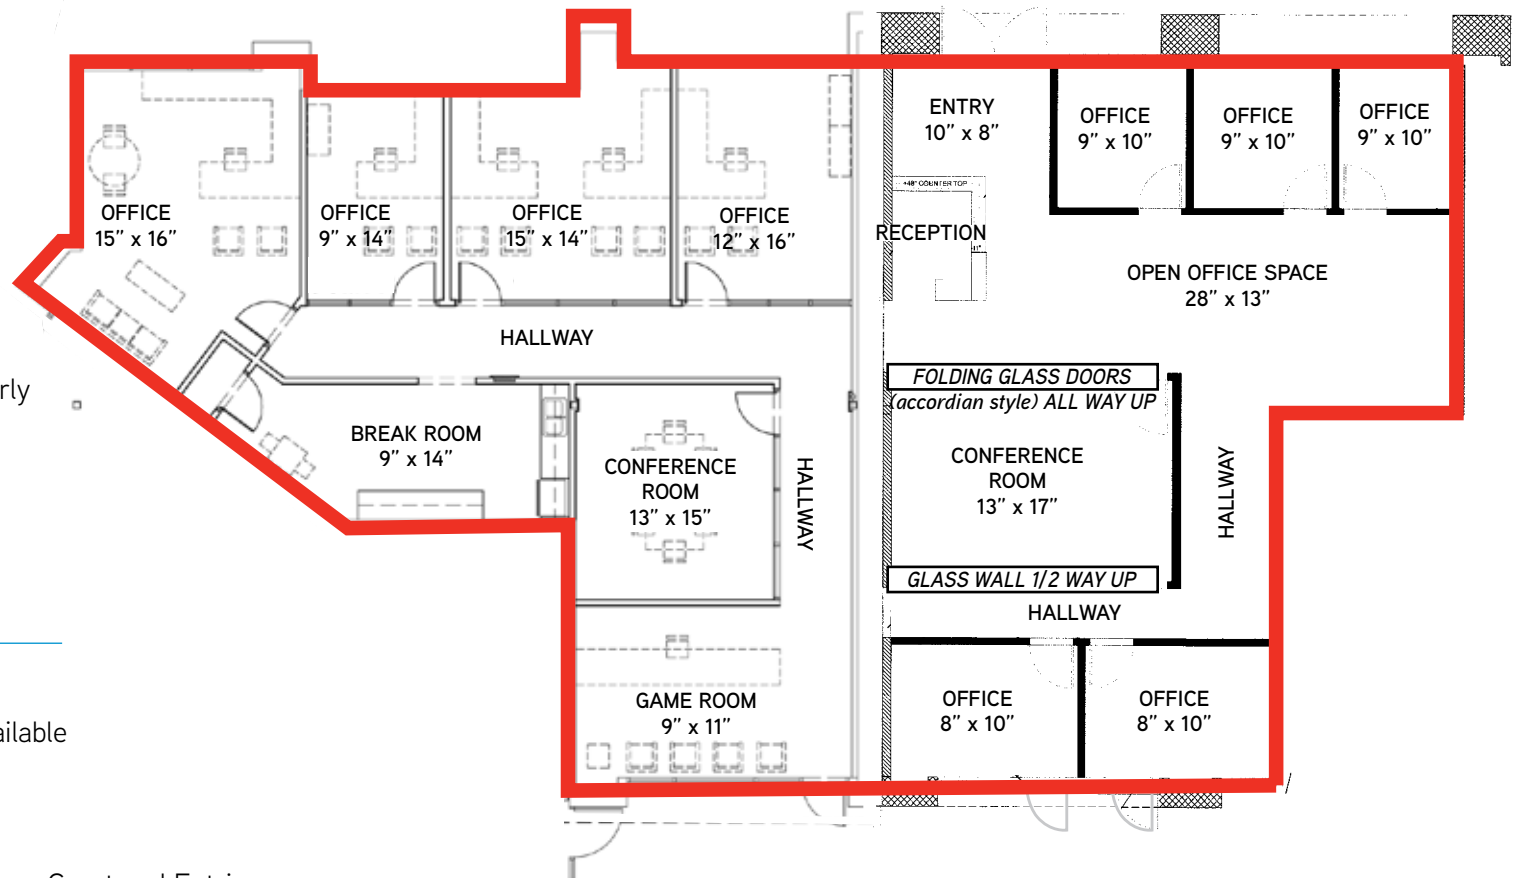 ENTRY
10” x 8”
OFFICE
9” x 10”
OFFICE
9” x 10”
OFFICE
9” x 10”
+48" COUNTER TOP
OFFICE
15” x 16”
OFFICE
9” x 14”
OFFICE
15” x 14”
OFFICE
12” x 16”
RECEPTION
OPEN OFFICE SPACE
28” x 13”
HALLWAY
rly
FOLDING GLASS DOORS
(accordian style) ALL WAY UP
BREAK ROOM
9” x 14”
CONFERENCE
ROOM
13” x 15”
HALLWAY
CONFERENCE
ROOM
13” x 17”
HALLWAY
GLASS WALL 1/2 WAY UP
HALLWAY
GAME ROOM
9” x 11”
OFFICE
8” x 10”
OFFICE
8” x 10”
ailable